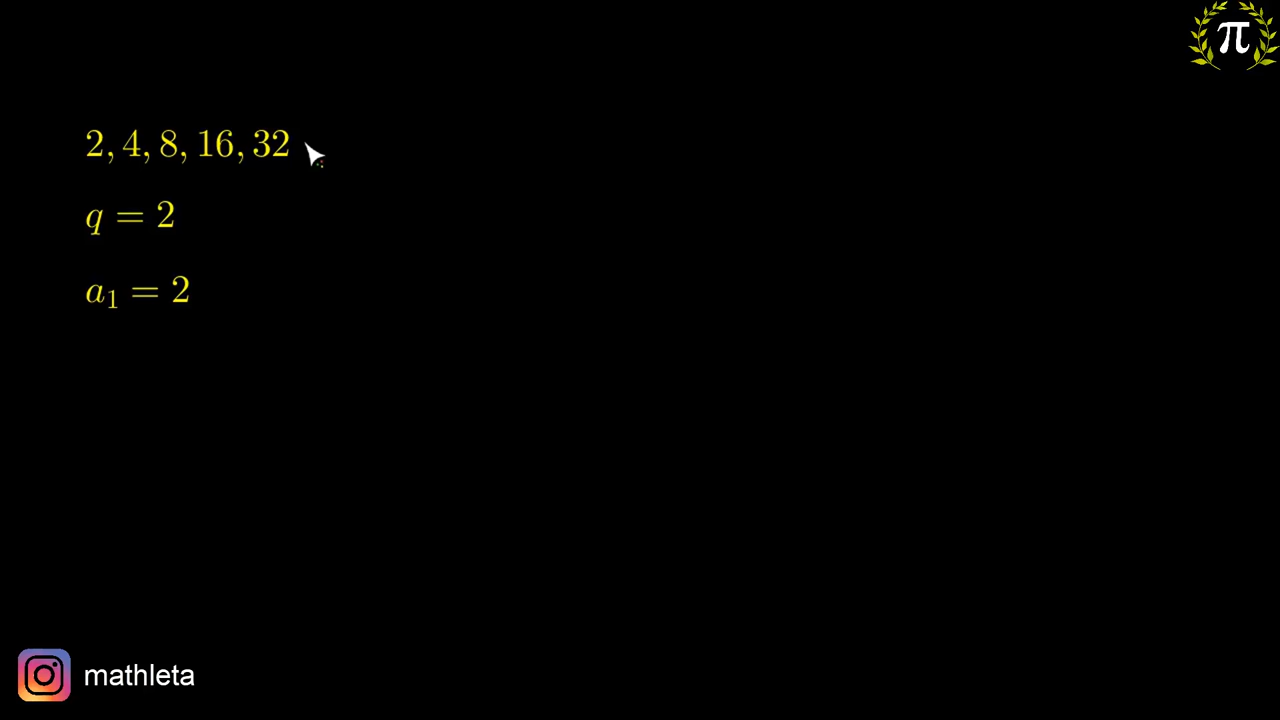 π
2, 4, 8, 16, 32
q = 2
a₁ = 2
mathleta